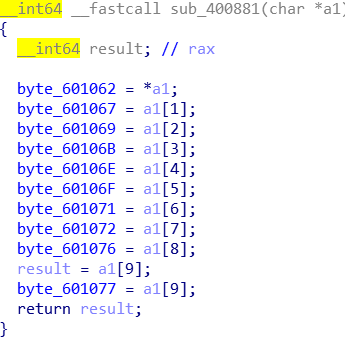 __int64 __fastcall sub_400881(char *a1)
{
  __int64 result; // rax

  byte_601062 = *a1;
  byte_601067 = a1[1];
  byte_601069 = a1[2];
  byte_60106B = a1[3];
  byte_60106E = a1[4];
  byte_60106F = a1[5];
  byte_601071 = a1[6];
  byte_601072 = a1[7];
  byte_601076 = a1[8];
  result = a1[9];
  byte_601077 = a1[9];
  return result;
}